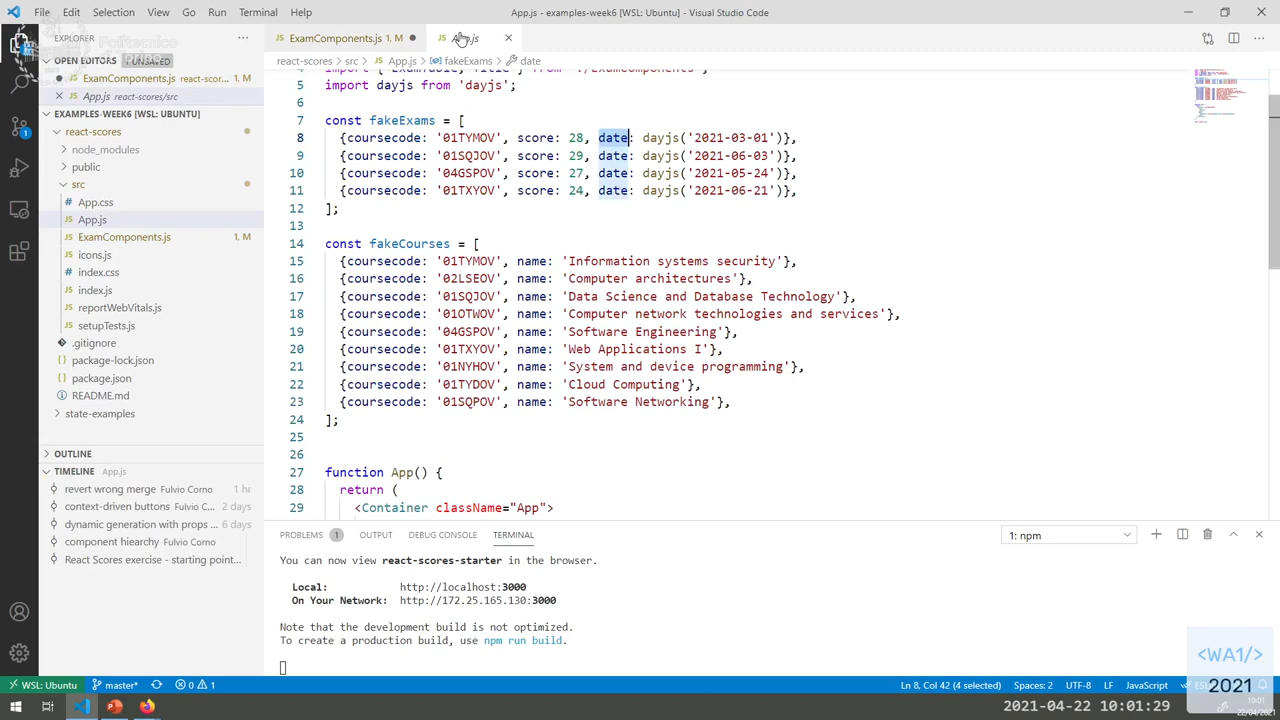 File Edit Selection View Go Run Terminal Help
App.js - examples-week6 [WSL: Ubuntu] - Visual Studio Code
Politecnico
EXPLORER
ExamComponents.js 1, M
App.js
OPEN EDITORS 1 UNSAVED
ExamComponents.js react-scor... 1, M
App.js react-scores/src
EXAMPLES-WEEK6 [WSL: UBUNTU]
react-scores
node_modules
public
src
App.css
App.js
ExamComponents.js 1, M
icons.js
index.css
index.js
reportWebVitals.js
setupTests.js
.gitignore
package-lock.json
package.json
README.md
state-examples
OUTLINE
TIMELINE App.js
revert wrong merge Fulvio Corno 1 hr
context-driven buttons Fulvio C... 2 days
dynamic generation with props ... 6 days
component hiearchy Fulvio Corno
React Scores exercise - starting point...
react-scores > src > App.js > fakeExams > date
4 import { ExamTable, Title } from './ExamComponents';
5 import dayjs from 'dayjs';
6
7 const fakeExams = [
8 {coursecode: '01TYMOV', score: 28, date: dayjs('2021-03-01')},
9 {coursecode: '01SQJOV', score: 29, date: dayjs('2021-06-03')},
10 {coursecode: '04GSPOV', score: 27, date: dayjs('2021-05-24')},
11 {coursecode: '01TXYOV', score: 24, date: dayjs('2021-06-21')},
12 ];
13
14 const fakeCourses = [
15 {coursecode: '01TYMOV', name: 'Information systems security'},
16 {coursecode: '02LSEOV', name: 'Computer architectures'},
17 {coursecode: '01SQJOV', name: 'Data Science and Database Technology'},
18 {coursecode: '01OTWOV', name: 'Computer network technologies and services'},
19 {coursecode: '04GSPOV', name: 'Software Engineering'},
20 {coursecode: '01TXYOV', name: 'Web Applications I'},
21 {coursecode: '01NYHOV', name: 'System and device programming'},
22 {coursecode: '01TYDOV', name: 'Cloud Computing'},
23 {coursecode: '01SQPOV', name: 'Software Networking'},
24 ];
25
26
27 function App() {
28 return (
29 <Container className="App">
PROBLEMS 1 OUTPUT DEBUG CONSOLE TERMINAL
1: npm
You can now view react-scores-starter in the browser.
Local: http://localhost:3000
On Your Network: http://172.25.165.130:3000
Note that the development build is not optimized.
To create a production build, use npm run build.
<WA1/>
2021
WSL: Ubuntu master* 0 1
Ln 8, Col 42 (4 selected) Spaces: 2 UTF-8 LF JavaScript
2021-04-22 10:01:29
10:01
22/04/2021